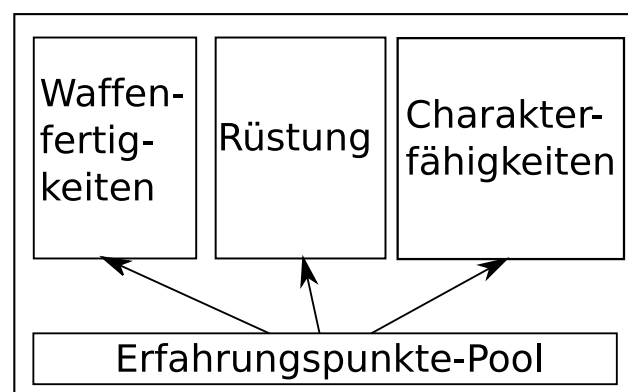 Waffen-
fertig-
keiten
Rüstung
Charakter-
fähigkeiten
Erfahrungspunkte-Pool